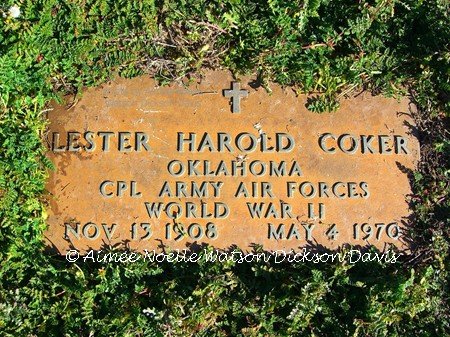 LESTER HAROLD COKER
OKLAHOMA
CPL ARMY AIR FORCES
WORLD WAR II
NOV 13 1908 MAY 4 1970
© Aimee Noelle Watson Dickson Davis